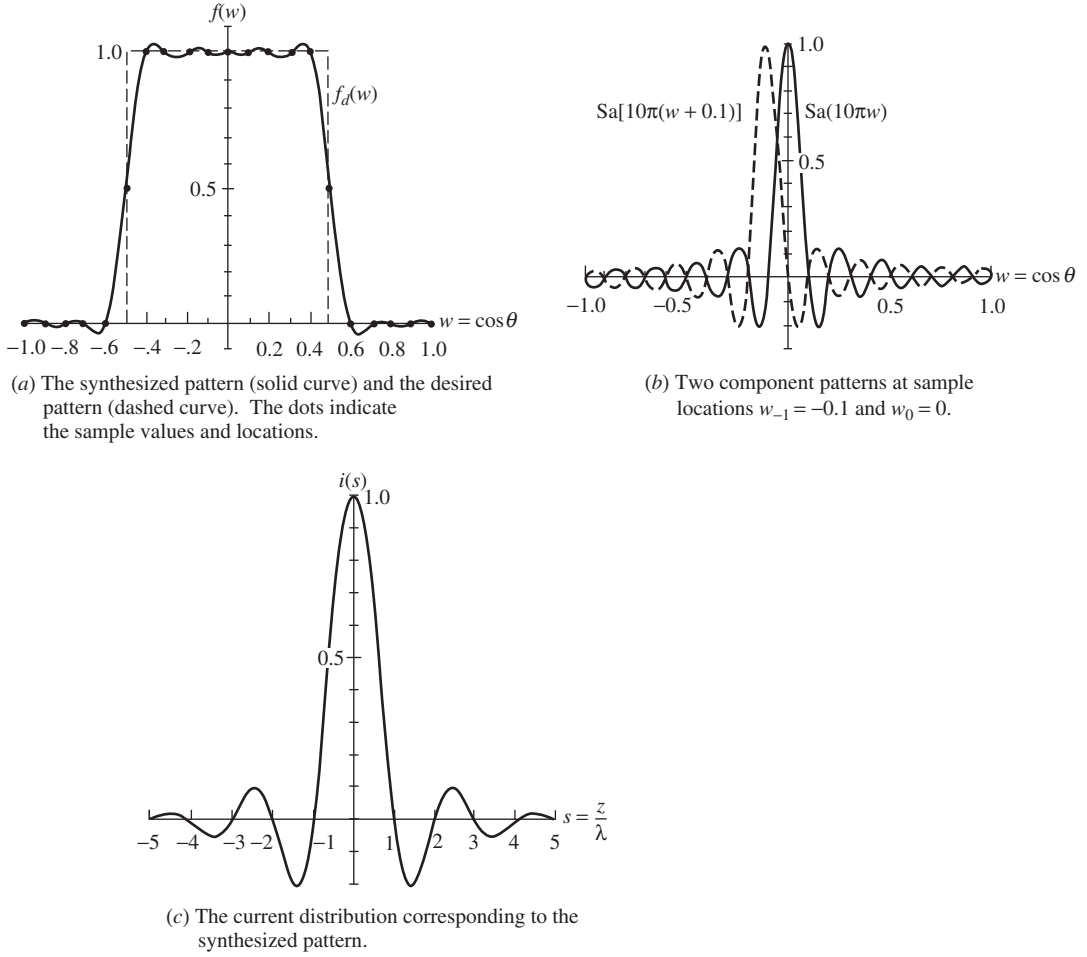 f(w)
1.0
f_d(w)
0.5
w = cos θ
−1.0 −.8 −.6 −.4 −.2 0.2 0.4 0.6 0.8 1.0
(a) The synthesized pattern (solid curve) and the desired
pattern (dashed curve). The dots indicate
the sample values and locations.
1.0
Sa[10π(w + 0.1)] Sa(10πw)
0.5
w = cos θ
−1.0 −0.5 0.5 1.0
(b) Two component patterns at sample
locations w₋₁ = −0.1 and w₀ = 0.
i(s)
1.0
0.5
s = z/λ
−5 −4 −3 −2 −1 1 2 3 4 5
(c) The current distribution corresponding to the
synthesized pattern.